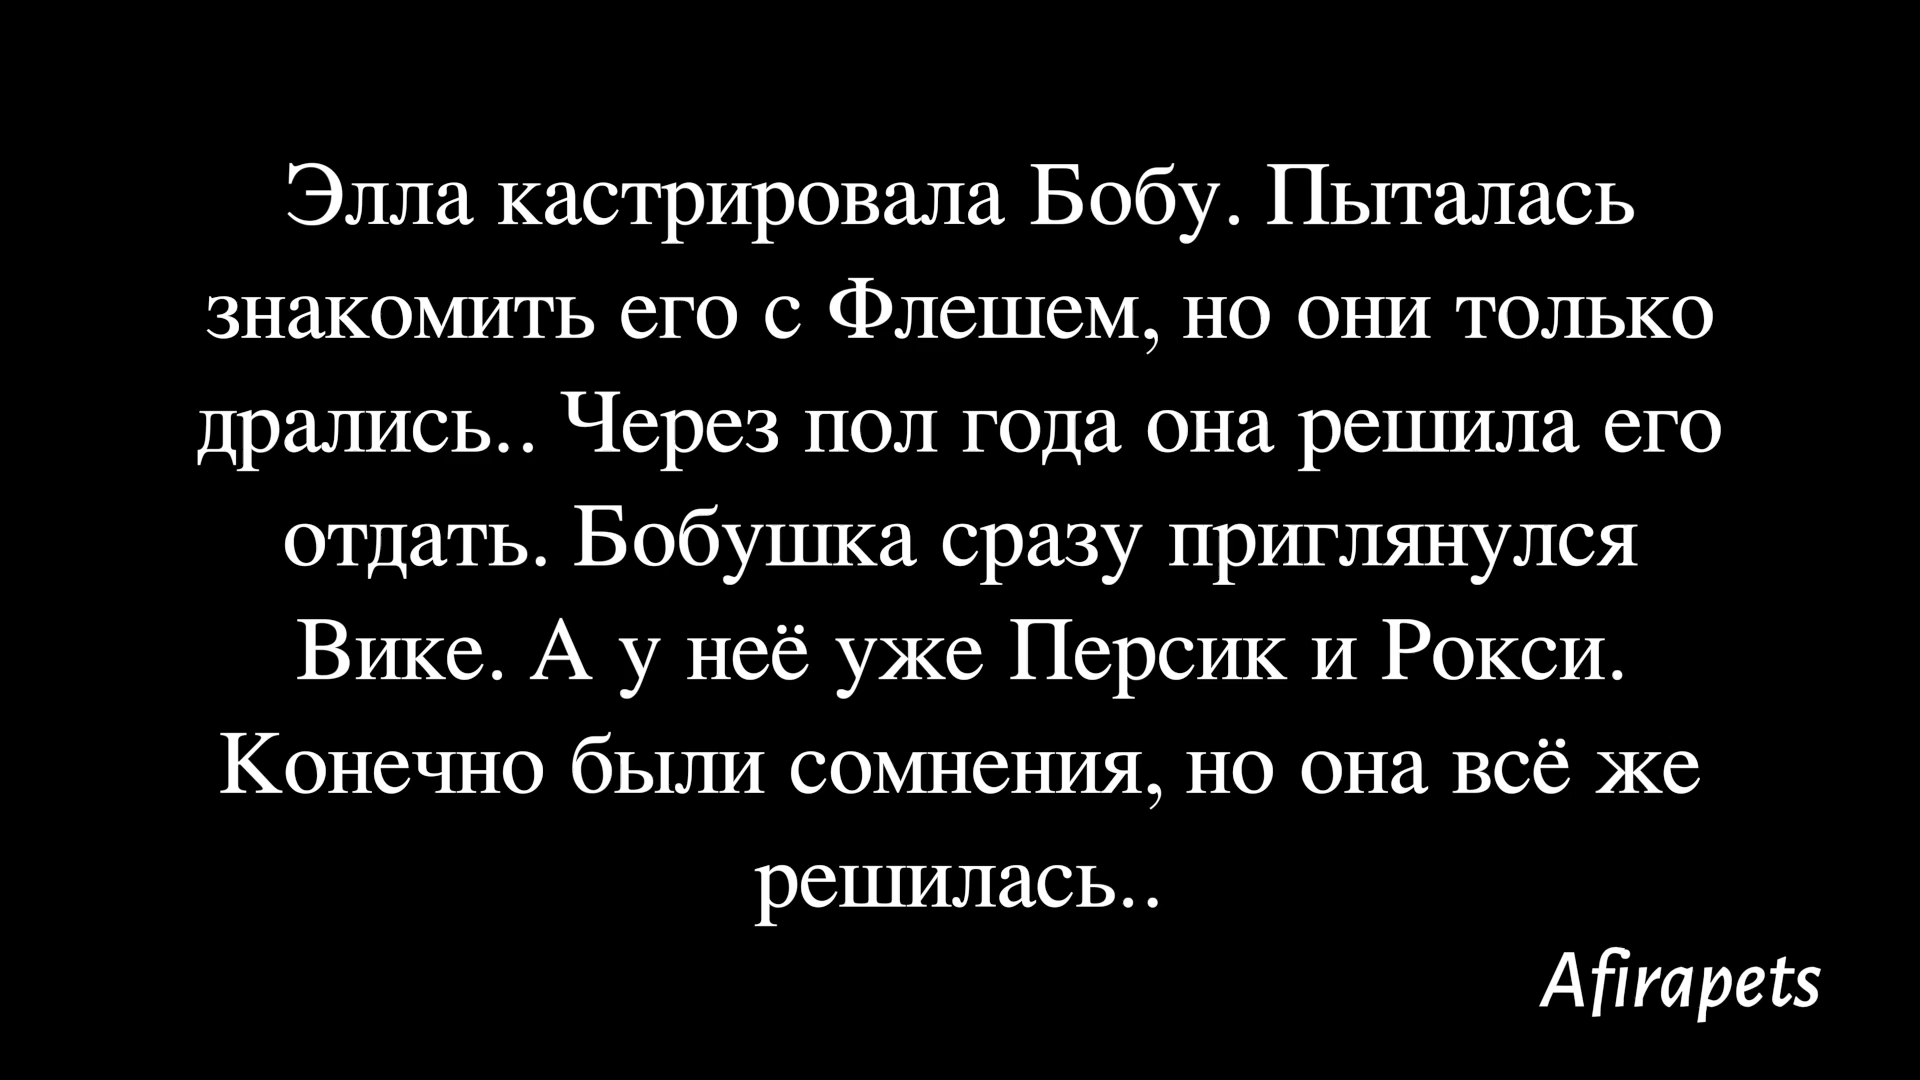 Элла кастрировала Бобу. Пыталась
знакомить его с Флешем, но они только
дрались.. Через пол года она решила его
отдать. Бобушка сразу приглянулся
Вике. А у неё уже Персик и Рокси.
Конечно были сомнения, но она всё же
решилась..
Afirapets